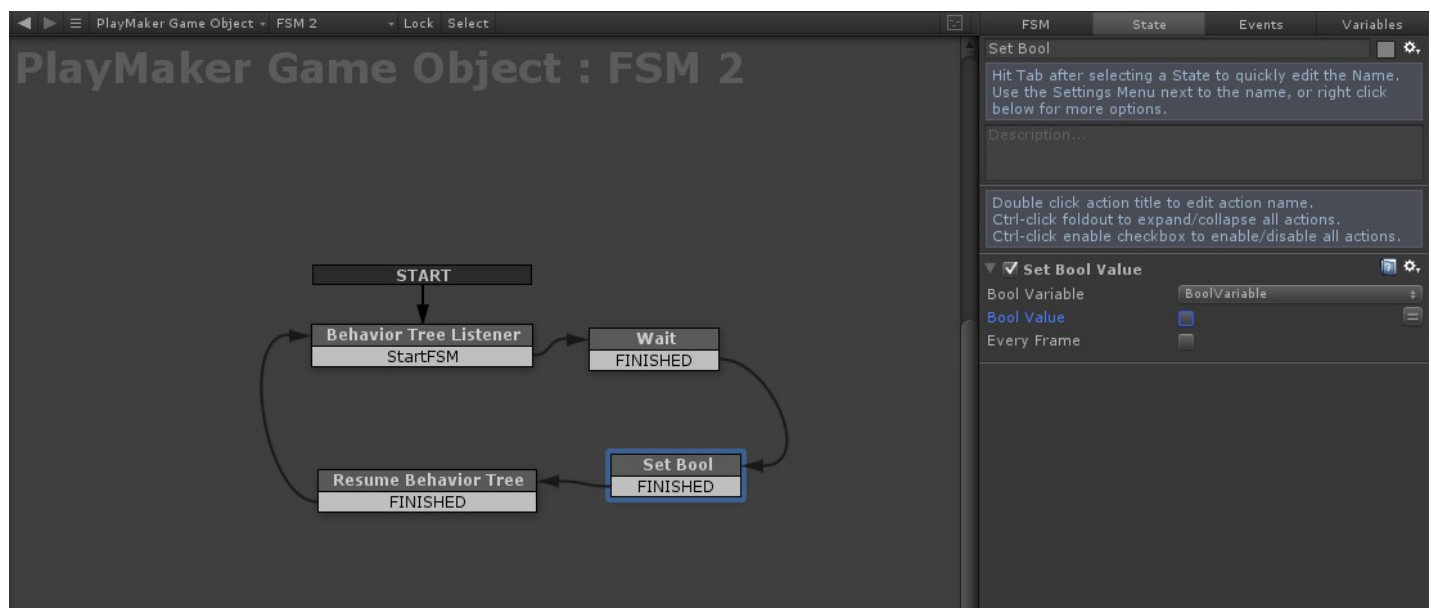 PlayMaker Game Object FSM 2 Lock Select
FSM State Events Variables
PlayMaker Game Object : FSM 2
START
Behavior Tree Listener
StartFSM
Wait
FINISHED
Set Bool
FINISHED
Resume Behavior Tree
FINISHED
Set Bool
Hit Tab after selecting a State to quickly edit the Name.
Use the Settings Menu next to the name, or right click
below for more options.
Description...
Double click action title to edit action name.
Ctrl-click foldout to expand/collapse all actions.
Ctrl-click enable checkbox to enable/disable all actions.
Set Bool Value
Bool Variable BoolVariable
Bool Value
Every Frame